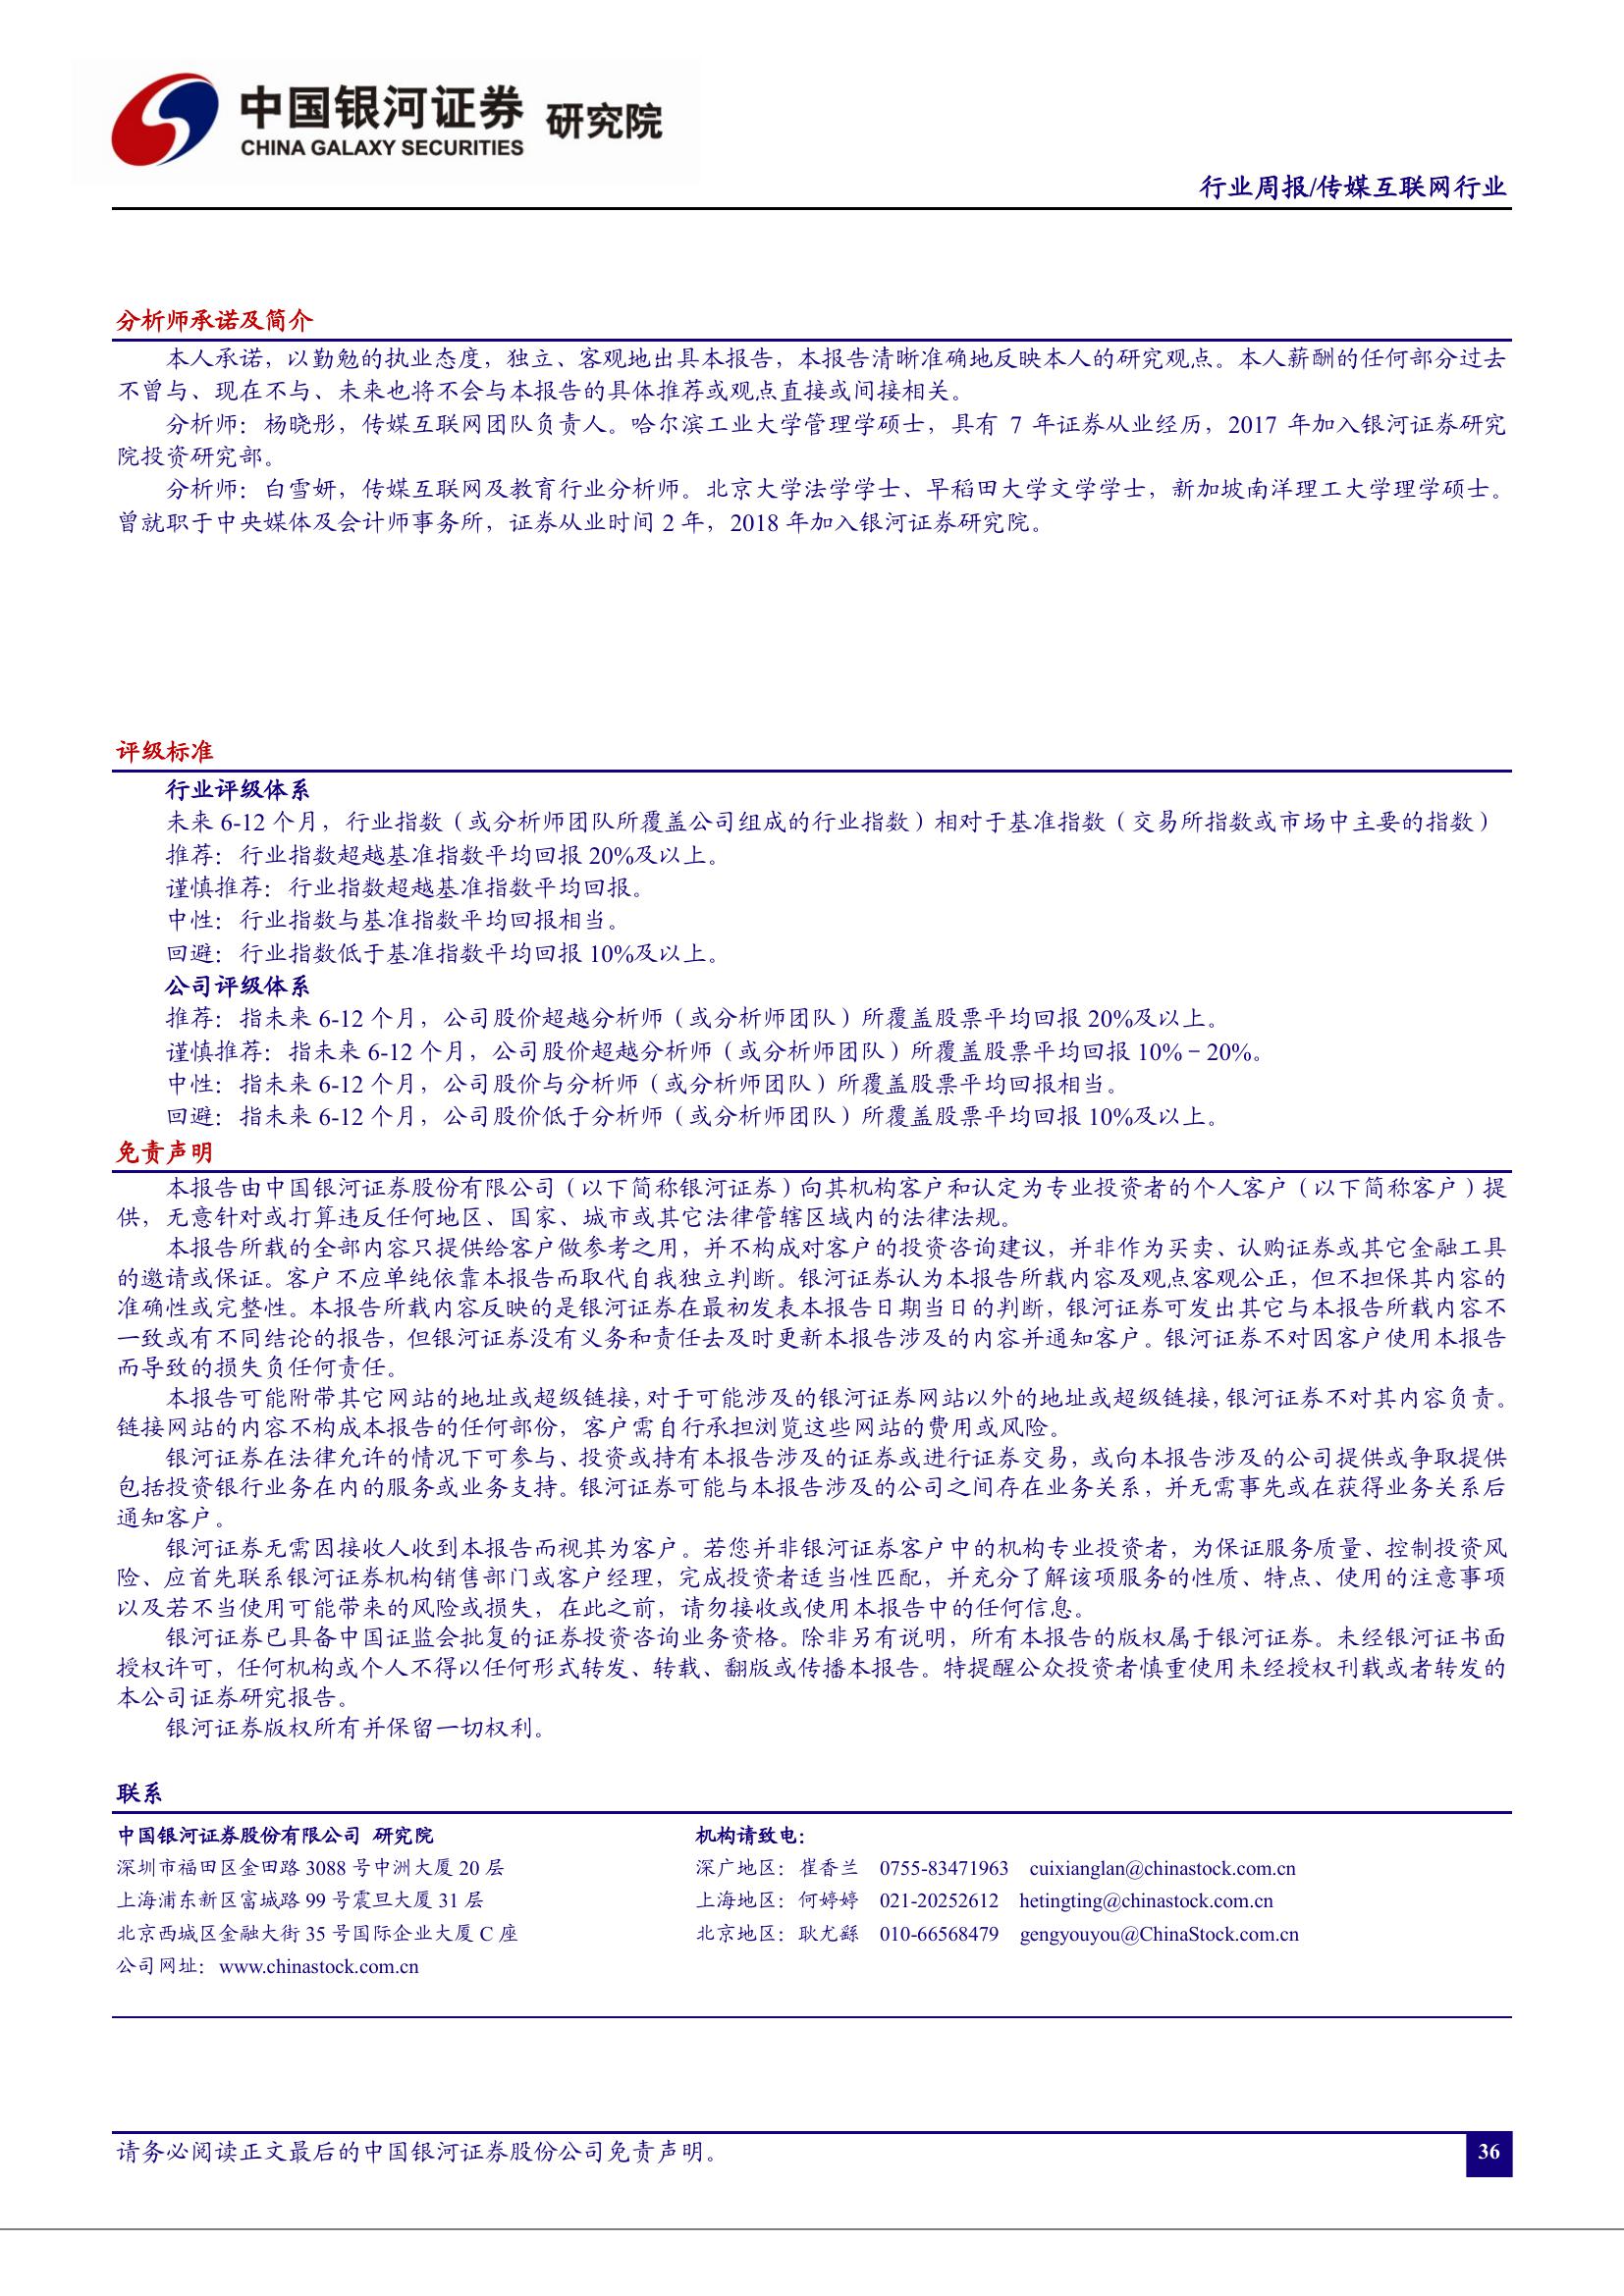 中国银河证券 研究院
CHINA GALAXY SECURITIES
行业周报/传媒互联网行业
分析师承诺及简介
本人承诺，以勤勉的执业态度，独立、客观地出具本报告，本报告清晰准确地反映本人的研究观点。本人薪酬的任何部分过去
不曾与、现在不与、未来也将不会与本报告的具体推荐或观点直接或间接相关。
分析师：杨晓彤，传媒互联网团队负责人。哈尔滨工业大学管理学硕士，具有 7 年证券从业经历，2017 年加入银河证券研究
院投资研究部。
分析师：白雪妍，传媒互联网及教育行业分析师。北京大学法学学士、早稻田大学文学学士，新加坡南洋理工大学理学硕士。
曾就职于中央媒体及会计师事务所，证券从业时间 2 年，2018 年加入银河证券研究院。
评级标准
行业评级体系
未来 6-12 个月，行业指数（或分析师团队所覆盖公司组成的行业指数）相对于基准指数（交易所指数或市场中主要的指数）
推荐：行业指数超越基准指数平均回报 20%及以上。
谨慎推荐：行业指数超越基准指数平均回报。
中性：行业指数与基准指数平均回报相当。
回避：行业指数低于基准指数平均回报 10%及以上。
公司评级体系
推荐：指未来 6-12 个月，公司股价超越分析师（或分析师团队）所覆盖股票平均回报 20%及以上。
谨慎推荐：指未来 6-12 个月，公司股价超越分析师（或分析师团队）所覆盖股票平均回报 10%－20%。
中性：指未来 6-12 个月，公司股价与分析师（或分析师团队）所覆盖股票平均回报相当。
回避：指未来 6-12 个月，公司股价低于分析师（或分析师团队）所覆盖股票平均回报 10%及以上。
免责声明
本报告由中国银河证券股份有限公司（以下简称银河证券）向其机构客户和认定为专业投资者的个人客户（以下简称客户）提
供，无意针对或打算违反任何地区、国家、城市或其它法律管辖区域内的法律法规。
本报告所载的全部内容只提供给客户做参考之用，并不构成对客户的投资咨询建议，并非作为买卖、认购证券或其它金融工具
的邀请或保证。客户不应单纯依靠本报告而取代自我独立判断。银河证券认为本报告所载内容及观点客观公正，但不担保其内容的
准确性或完整性。本报告所载内容反映的是银河证券在最初发表本报告日期当日的判断，银河证券可发出其它与本报告所载内容不
一致或有不同结论的报告，但银河证券没有义务和责任去及时更新本报告涉及的内容并通知客户。银河证券不对因客户使用本报告
而导致的损失负任何责任。
本报告可能附带其它网站的地址或超级链接，对于可能涉及的银河证券网站以外的地址或超级链接，银河证券不对其内容负责。
链接网站的内容不构成本报告的任何部份，客户需自行承担浏览这些网站的费用或风险。
银河证券在法律允许的情况下可参与、投资或持有本报告涉及的证券或进行证券交易，或向本报告涉及的公司提供或争取提供
包括投资银行业务在内的服务或业务支持。银河证券可能与本报告涉及的公司之间存在业务关系，并无需事先或在获得业务关系后
通知客户。
银河证券无需因接收人收到本报告而视其为客户。若您并非银河证券客户中的机构专业投资者，为保证服务质量、控制投资风
险、应首先联系银河证券机构销售部门或客户经理，完成投资者适当性匹配，并充分了解该项服务的性质、特点、使用的注意事项
以及若不当使用可能带来的风险或损失，在此之前，请勿接收或使用本报告中的任何信息。
银河证券已具备中国证监会批复的证券投资咨询业务资格。除非另有说明，所有本报告的版权属于银河证券。未经银河证书面
授权许可，任何机构或个人不得以任何形式转发、转载、翻版或传播本报告。特提醒公众投资者慎重使用未经授权刊载或者转发的
本公司证券研究报告。
银河证券版权所有并保留一切权利。
联系
中国银河证券股份有限公司 研究院
深圳市福田区金田路 3088 号中洲大厦 20 层
上海浦东新区富城路 99 号震旦大厦 31 层
北京西城区金融大街 35 号国际企业大厦 C 座
公司网址：www.chinastock.com.cn
机构请致电：
深广地区：崔香兰 0755-83471963 cuixianglan@chinastock.com.cn
上海地区：何婷婷 021-20252612 hetingting@chinastock.com.cn
北京地区：耿尤繇 010-66568479 gengyouyou@ChinaStock.com.cn
请务必阅读正文最后的中国银河证券股份公司免责声明。
36